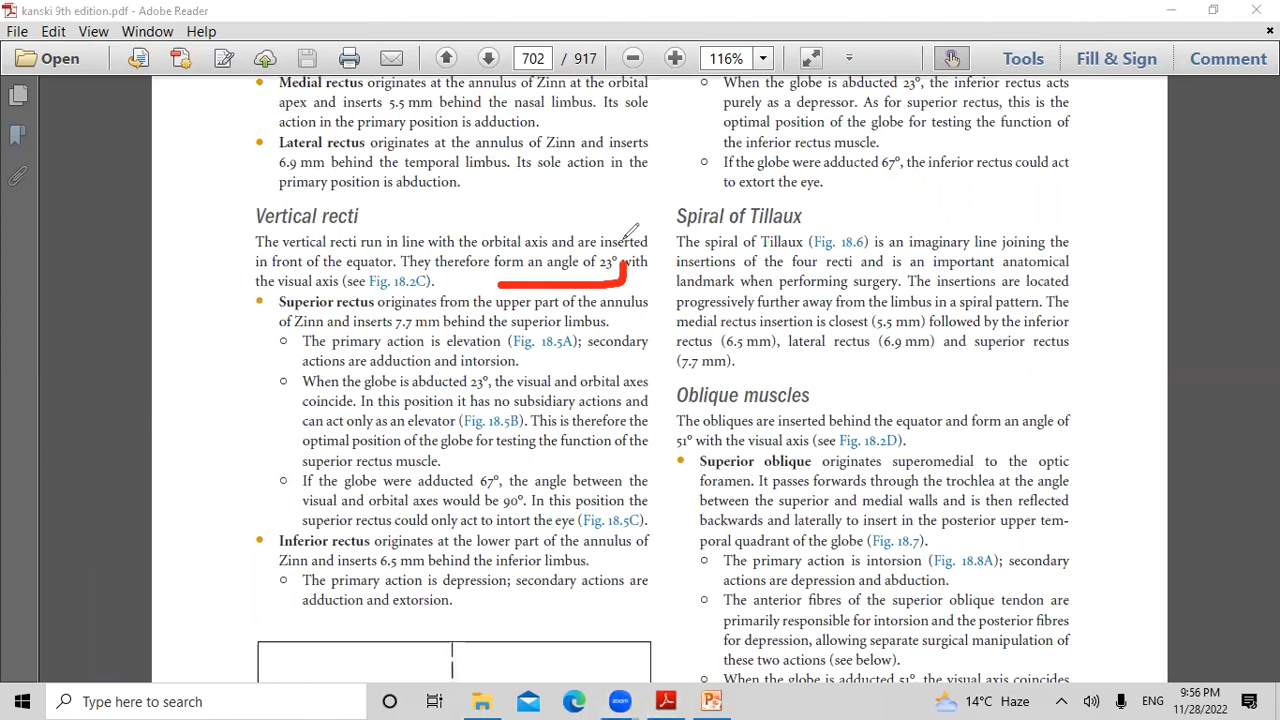 kanski 9th edition.pdf - Adobe Reader
File Edit View Window Help
Open 702 / 917 116% Tools Fill & Sign Comment
Medial rectus originates at the annulus of Zinn at the orbital
apex and inserts 5.5 mm behind the nasal limbus. Its sole
action in the primary position is adduction.
Lateral rectus originates at the annulus of Zinn and inserts
6.9 mm behind the temporal limbus. Its sole action in the
primary position is abduction.
Vertical recti
The vertical recti run in line with the orbital axis and are inserted
in front of the equator. They therefore form an angle of 23° with
the visual axis (see Fig. 18.2C).
Superior rectus originates from the upper part of the annulus
of Zinn and inserts 7.7 mm behind the superior limbus.
The primary action is elevation (Fig. 18.5A); secondary
actions are adduction and intorsion.
When the globe is abducted 23°, the visual and orbital axes
coincide. In this position it has no subsidiary actions and
can act only as an elevator (Fig. 18.5B). This is therefore the
optimal position of the globe for testing the function of the
superior rectus muscle.
If the globe were adducted 67°, the angle between the
visual and orbital axes would be 90°. In this position the
superior rectus could only act to intort the eye (Fig. 18.5C).
Inferior rectus originates at the lower part of the annulus of
Zinn and inserts 6.5 mm behind the inferior limbus.
The primary action is depression; secondary actions are
adduction and extorsion.
When the globe is abducted 23°, the inferior rectus acts
purely as a depressor. As for superior rectus, this is the
optimal position of the globe for testing the function of
the inferior rectus muscle.
If the globe were adducted 67°, the inferior rectus could act
to extort the eye.
Spiral of Tillaux
The spiral of Tillaux (Fig. 18.6) is an imaginary line joining the
insertions of the four recti and is an important anatomical
landmark when performing surgery. The insertions are located
progressively further away from the limbus in a spiral pattern. The
medial rectus insertion is closest (5.5 mm) followed by the inferior
rectus (6.5 mm), lateral rectus (6.9 mm) and superior rectus
(7.7 mm).
Oblique muscles
The obliques are inserted behind the equator and form an angle of
51° with the visual axis (see Fig. 18.2D).
Superior oblique originates superomedial to the optic
foramen. It passes forwards through the trochlea at the angle
between the superior and medial walls and is then reflected
backwards and laterally to insert in the posterior upper tem-
poral quadrant of the globe (Fig. 18.7).
The primary action is intorsion (Fig. 18.8A); secondary
actions are depression and abduction.
The anterior fibres of the superior oblique tendon are
primarily responsible for intorsion and the posterior fibres
for depression, allowing separate surgical manipulation of
these two actions (see below).
When the globe is adducted 51°, the visual axis coincides
Type here to search 14°C Haze ENG 9:56 PM
11/28/2022